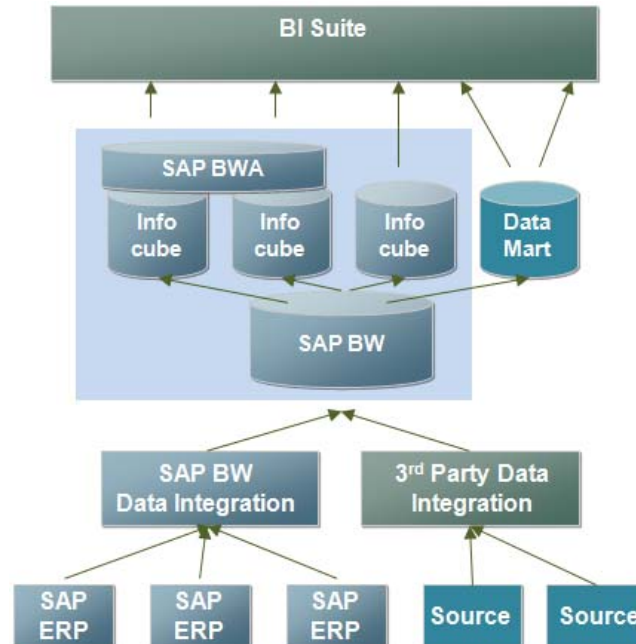 BI Suite
SAP BWA
Info
cube
Info
cube
Info
cube
Data
Mart
SAP BW
SAP BW
Data Integration
3rd Party Data
Integration
SAP
ERP
SAP
ERP
SAP
ERP
Source
Source